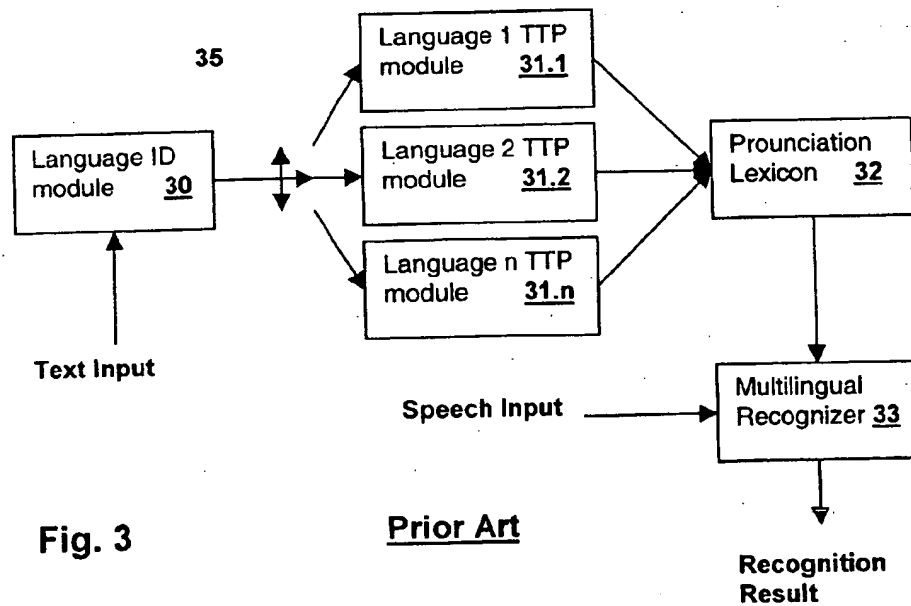 35
Language 1 TTP
module 31.1
Language ID
module 30
Language 2 TTP
module 31.2
Prounciation
Lexicon 32
Language n TTP
module 31.n
Text Input
Speech Input
Multilingual
Recognizer 33
Fig. 3
Prior Art
Recognition
Result